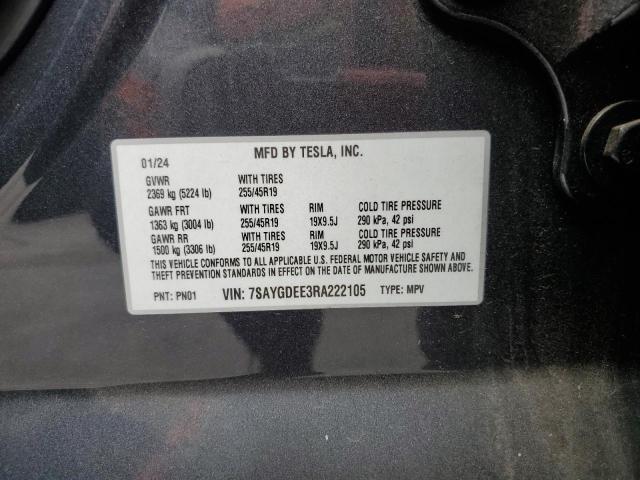 MFD BY TESLA, INC.
01/24
GVWR WITH TIRES
2369 kg (5224 lb) 255/45R19
GAWR FRT WITH TIRES RIM COLD TIRE PRESSURE
1363 kg (3004 lb) 255/45R19 19X9.5J 290 kPa, 42 psi
GAWR RR WITH TIRES RIM COLD TIRE PRESSURE
1500 kg (3306 lb) 255/45R19 19X9.5J 290 kPa, 42 psi
THIS VEHICLE CONFORMS TO ALL APPLICABLE U.S. FEDERAL MOTOR VEHICLE SAFETY AND
THEFT PREVENTION STANDARDS IN EFFECT ON THE DATE OF MANUFACTURE SHOWN ABOVE.
PNT: PN01 VIN: 7SAYGDEE3RA222105 TYPE: MPV